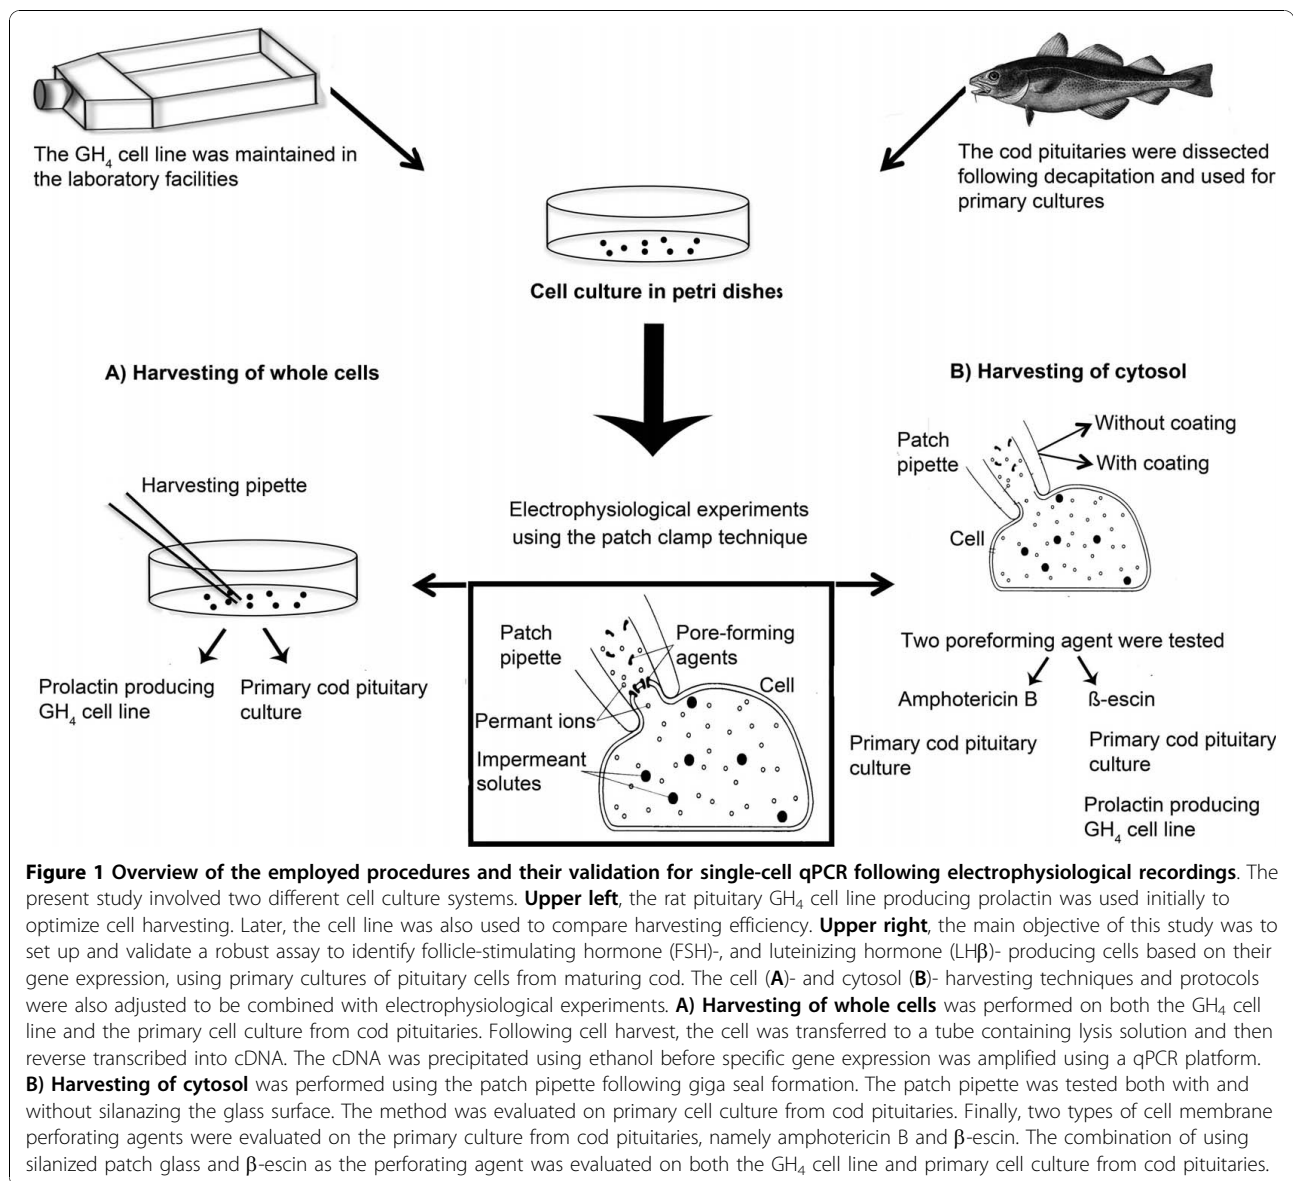 The GH4 cell line was maintained in
the laboratory facilities
The cod pituitaries were dissected
following decapitation and used for
primary cultures
Cell culture in petri dishes
A) Harvesting of whole cells
Harvesting pipette
Prolactin producing
GH4 cell line
Primary cod pituitary
culture
Electrophysiological experiments
using the patch clamp technique
Patch
pipette
Pore-forming
agents
Cell
Permant ions
Impermeant
solutes
B) Harvesting of cytosol
Without coating
With coating
Patch
pipette
Cell
Two poreforming agent were tested
Amphotericin B
ß-escin
Primary cod pituitary
culture
Primary cod pituitary
culture
Prolactin producing
GH4 cell line
Figure 1 Overview of the employed procedures and their validation for single-cell qPCR following electrophysiological recordings. The
present study involved two different cell culture systems. Upper left, the rat pituitary GH4 cell line producing prolactin was used initially to
optimize cell harvesting. Later, the cell line was also used to compare harvesting efficiency. Upper right, the main objective of this study was to
set up and validate a robust assay to identify follicle-stimulating hormone (FSH)-, and luteinizing hormone (LHβ)- producing cells based on their
gene expression, using primary cultures of pituitary cells from maturing cod. The cell (A)- and cytosol (B)- harvesting techniques and protocols
were also adjusted to be combined with electrophysiological experiments. A) Harvesting of whole cells was performed on both the GH4 cell
line and the primary cell culture from cod pituitaries. Following cell harvest, the cell was transferred to a tube containing lysis solution and then
reverse transcribed into cDNA. The cDNA was precipitated using ethanol before specific gene expression was amplified using a qPCR platform.
B) Harvesting of cytosol was performed using the patch pipette following giga seal formation. The patch pipette was tested both with and
without silanazing the glass surface. The method was evaluated on primary cell culture from cod pituitaries. Finally, two types of cell membrane
perforating agents were evaluated on the primary culture from cod pituitaries, namely amphotericin B and β-escin. The combination of using
silanized patch glass and β-escin as the perforating agent was evaluated on both the GH4 cell line and primary cell culture from cod pituitaries.